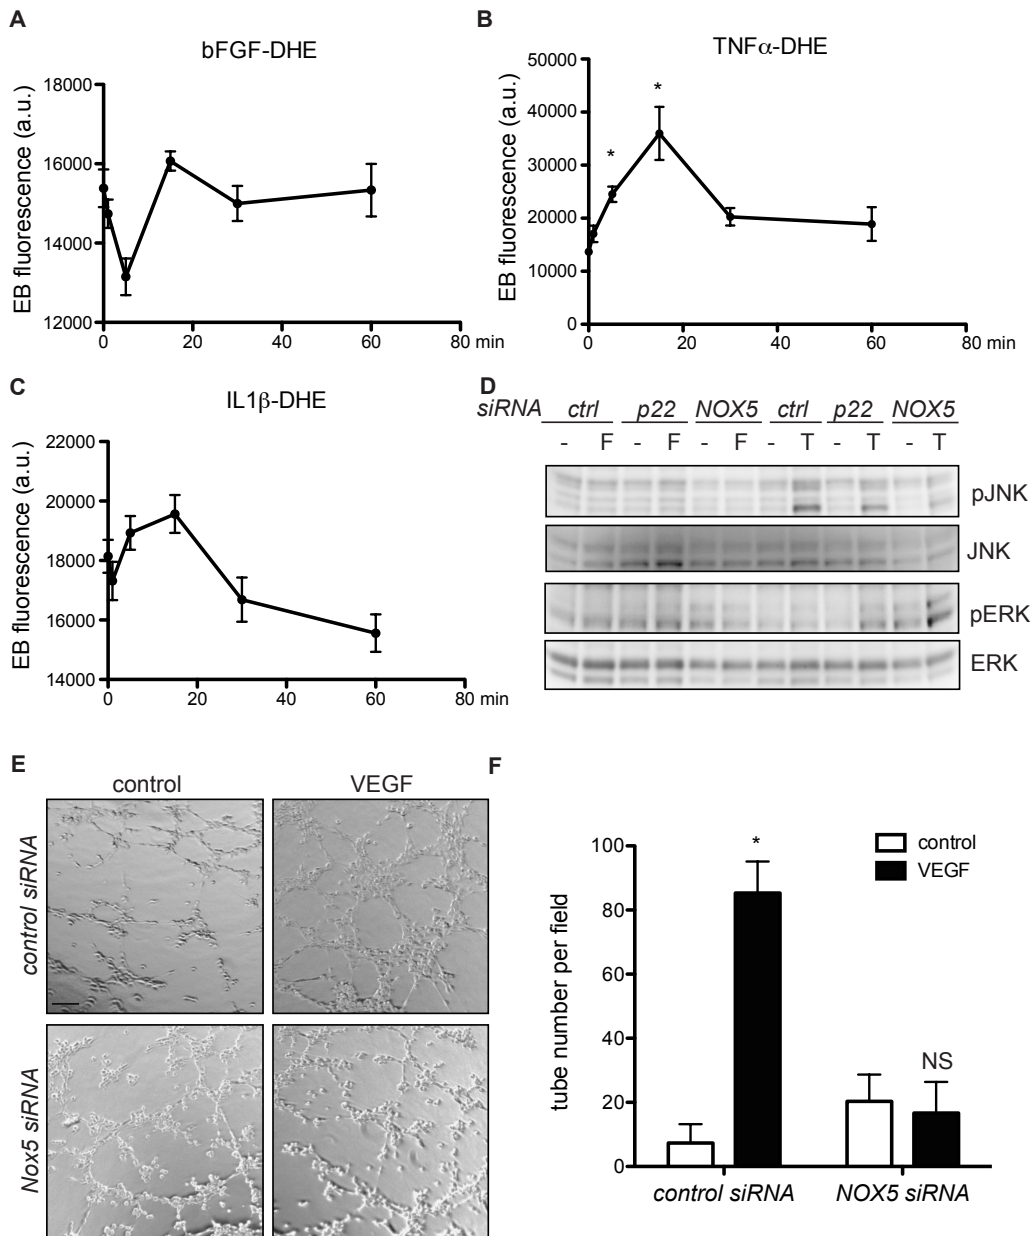 A
bFGF-DHE
EB fluorescence (a.u.)
18000
16000
14000
12000
0 20 40 60 80 min
B
TNFα-DHE
EB fluorescence (a.u.)
50000
40000
30000
20000
10000
0
* *
0 20 40 60 80 min
C
IL1β-DHE
EB fluorescence (a.u.)
22000
20000
18000
16000
14000
0 20 40 60 80 min
D
siRNA ctrl p22 NOX5 ctrl p22 NOX5
- F - F - F - T - T - T
pJNK
JNK
pERK
ERK
E
control VEGF
control siRNA
Nox5 siRNA
F
control
VEGF
tube number per field
100
80
60
40
20
0
*
NS
control siRNA NOX5 siRNA